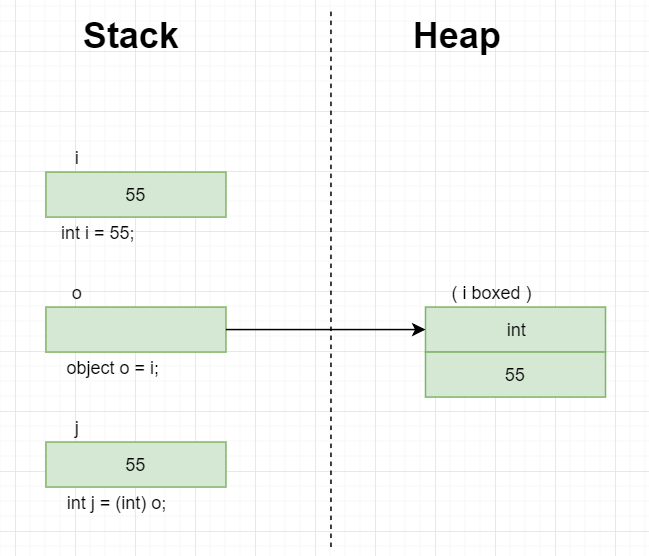 Stack
Heap
i
55
int i = 55;
o
( i boxed )
int
object o = i;
55
j
55
int j = (int) o;